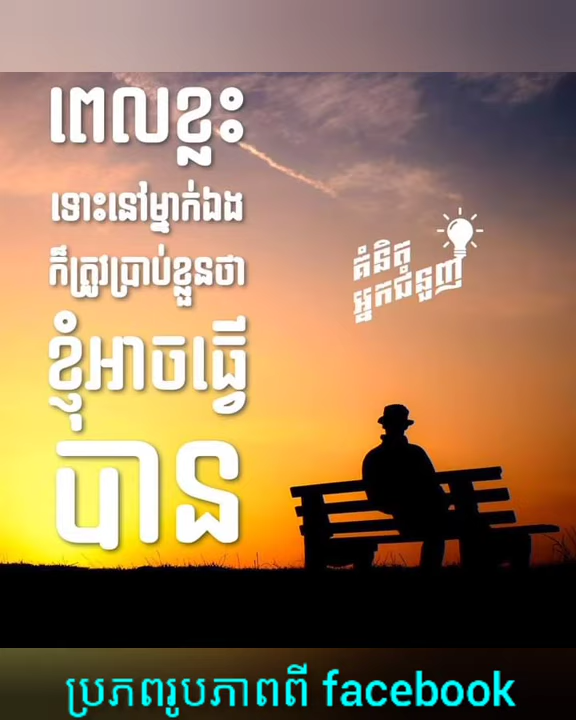 ពេលខ្លះ
ទោះនៅម្នាក់ឯង
ក៏ត្រូវប្រាប់ខ្លួនថា
ខ្ញុំអាចធ្វើ
បាន
គំនិត
អ្នកជំនួញ
ប្រភពរូបភាពពី facebook